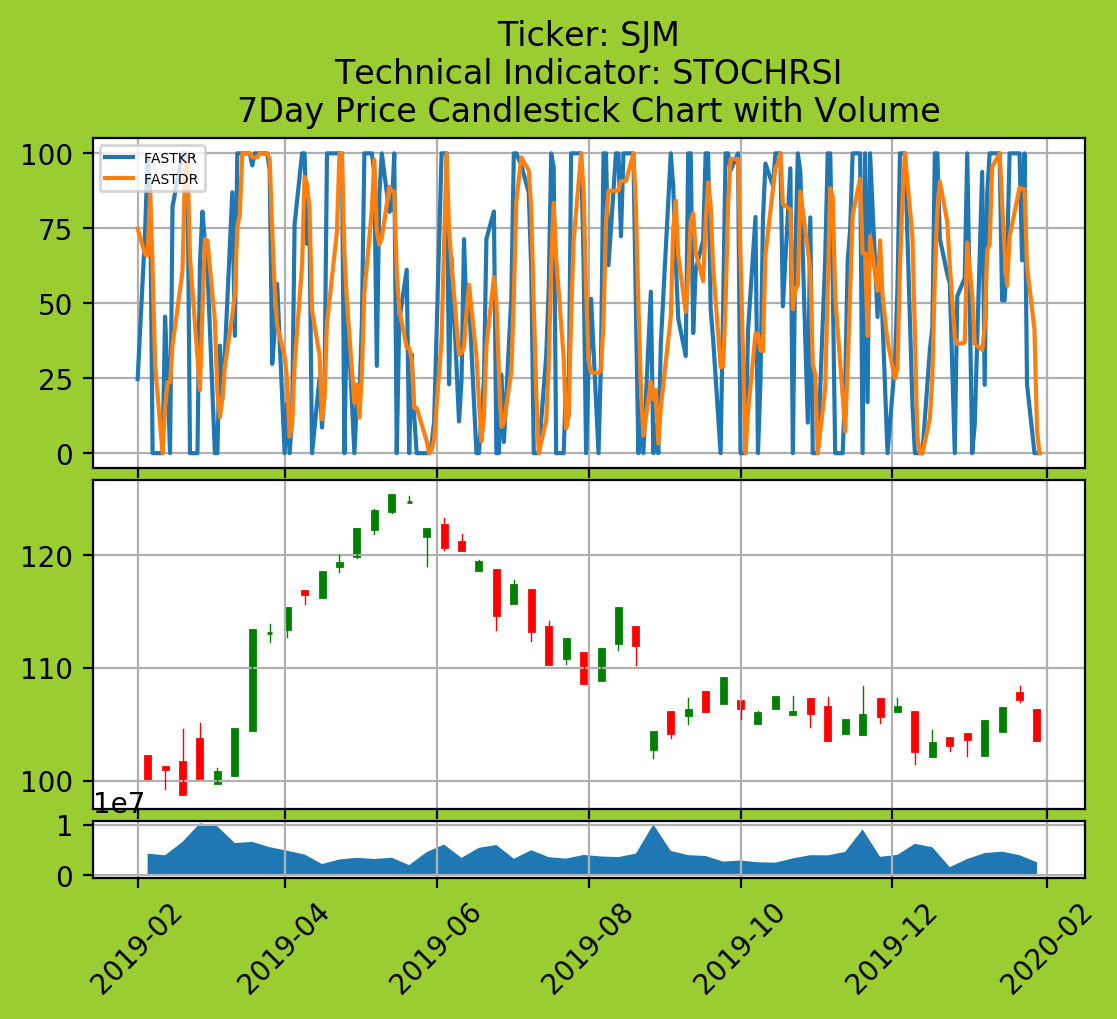 Ticker: SJM
Technical Indicator: STOCHRSI
7Day Price Candlestick Chart with Volume
100
75
50
25
0
FASTKR
FASTDR
120
110
100
1e7
1
0
2019-02
2019-04
2019-06
2019-08
2019-10
2019-12
2020-02